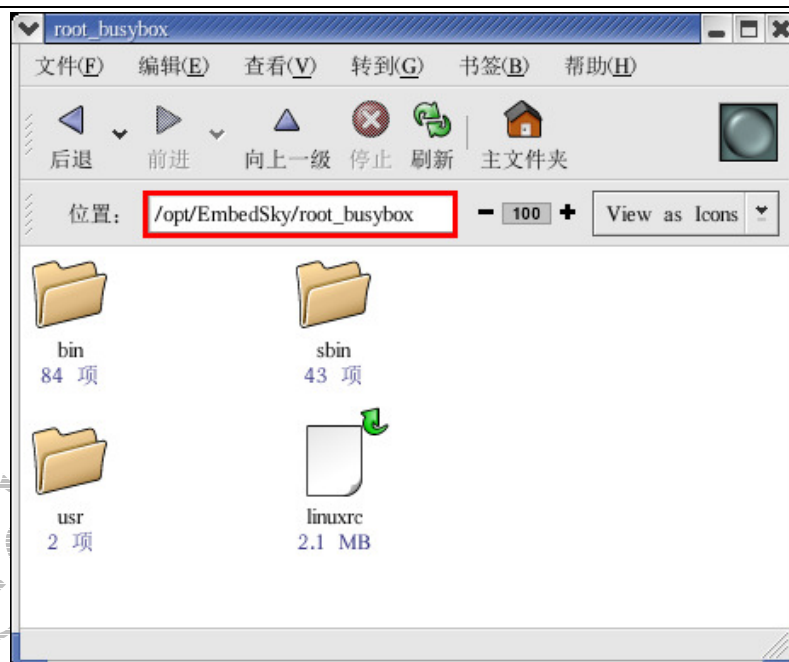 root_busybox
文件(F) 编辑(E) 查看(V) 转到(G) 书签(B) 帮助(H)
后退 前进 向上一级 停止 刷新 主文件夹
位置: /opt/EmbedSky/root_busybox 100 View as Icons
bin sbin
84 项 43 项
usr linuxrc
2 项 2.1 MB